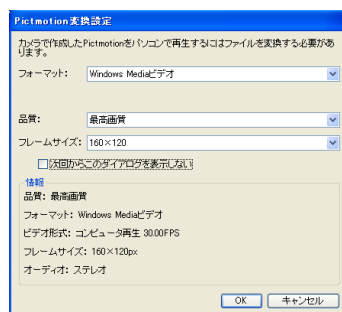 Pictmotion変換設定
カメラで作成したPictmotionをパソコンで再生するにはファイルを変換する必要があ
ります。
フォーマット: Windows Mediaビデオ
品質: 最高画質
フレームサイズ: 160×120
次回からこのダイアログを表示しない
情報
品質: 最高画質
フォーマット: Windows Mediaビデオ
ビデオ形式: コンピュータ再生 30.00FPS
フレームサイズ: 160×120px
オーディオ: ステレオ
OK キャンセル